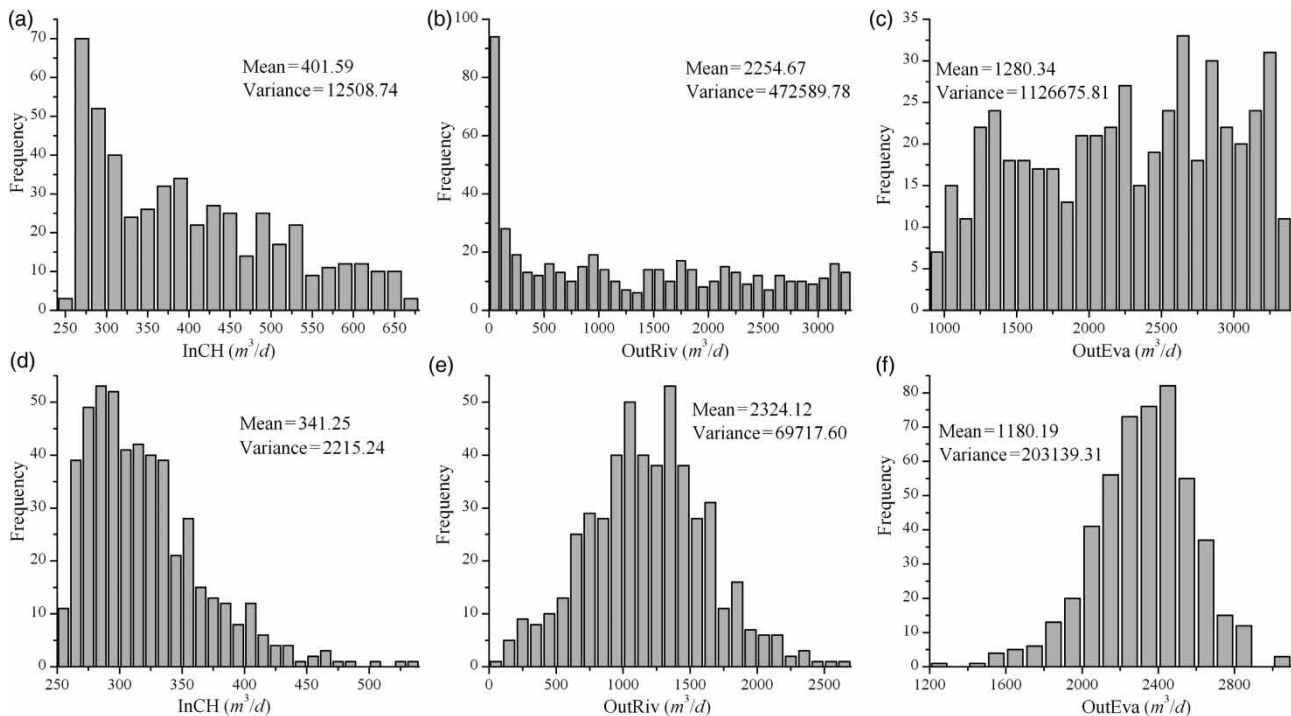 (a)
Mean=401.59
Variance=12508.74
Frequency
70
60
50
40
30
20
10
0
250 300 350 400 450 500 550 600 650
InCH (m³/d)
(b)
Mean=2254.67
Variance=472589.78
Frequency
100
80
60
40
20
0
0 500 1000 1500 2000 2500 3000
OutRiv (m³/d)
(c)
Mean=1280.34
Variance=1126675.81
Frequency
35
30
25
20
15
10
5
0
1000 1500 2000 2500 3000
OutEva (m³/d)
(d)
Mean=341.25
Variance=2215.24
Frequency
50
40
30
20
10
0
250 300 350 400 450 500
InCH (m³/d)
(e)
Mean=2324.12
Variance=69717.60
Frequency
50
40
30
20
10
0
0 500 1000 1500 2000 2500
OutRiv (m³/d)
(f)
Mean=1180.19
Variance=203139.31
Frequency
80
70
60
50
40
30
20
10
0
1200 1600 2000 2400 2800
OutEva (m³/d)